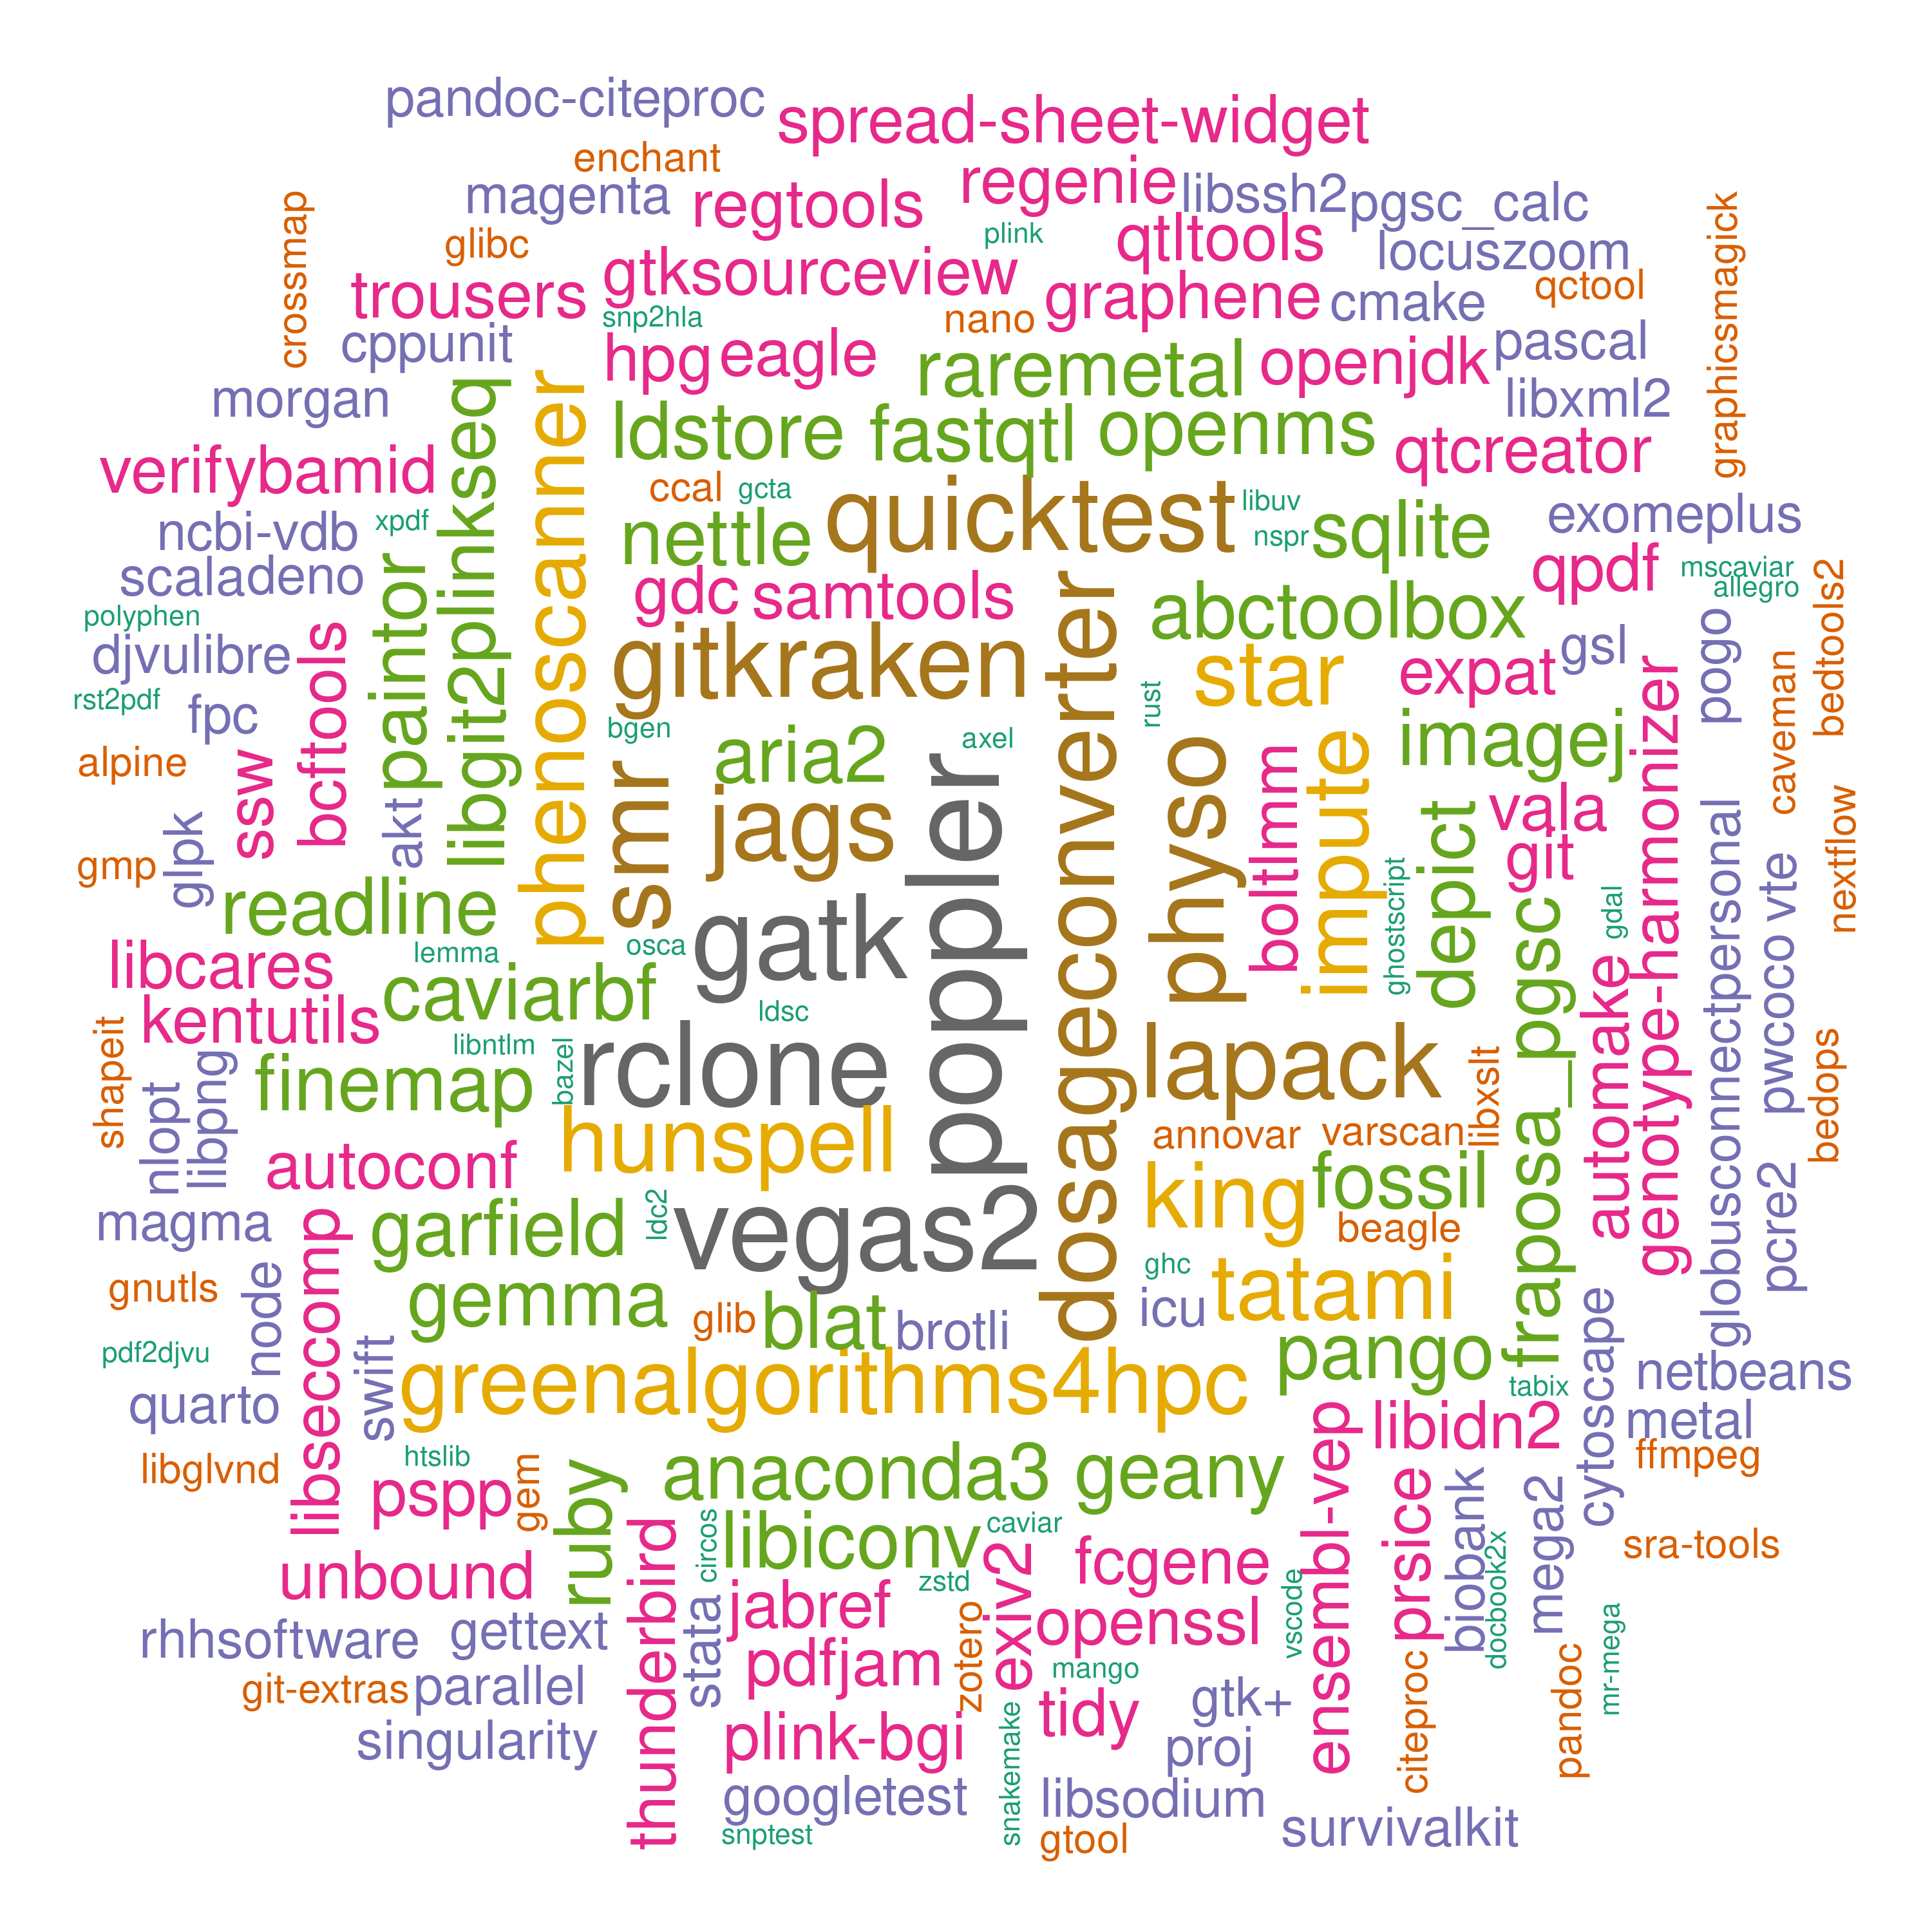 pandoc-citeproc
spread-sheet-widget
enchant
magenta
regtools
regenie
libssh2
pgsc_calc
crossmap
glibc
plink
qtltools
locuszoom
graphicsmagick
trousers
gtksourceview
graphene
cmake
qctool
snp2hla
nano
cppunit
hpg
eagle
raremetal
openjdk
pascal
morgan
libxml2
plinkseq
phenoscanner
ldstore
fastqtl
openms
qtcreator
verifybamid
ccal
gcta
quicktest
libuv
exomeplus
ncbi-vdb
xpdf
nettle
nspr
sqlite
scala
deno
paintor
gdc
samtools
qpdf
mscaviar
allegro
bedtools2
polyphen
dosageconverter
abctoolbox
pogo
djvulibre
bcftools
libgit2
gitkraken
star
expat
gsl
genotype-harmonizer
caveman
rst2pdf
fpc
bgen
rust
ssw
aria2
axel
poppler
physo
boltlmm
impute
imagej
alpine
akt
smr
jags
depict
vala
nextflow
gmp
glpk
git
globusconnectpersonal
vte
readline
gatk
ghostscript
gdal
fraposa_pgsc
libcares
lemma
osca
automake
pwcoco
caviarbf
kentutils
ldsc
shapeit
libntlm
bazel
rclone
lapack
libxslt
bedops
nlopt
libpng
finemap
hunspell
annovar
varscan
autoconf
king
fossil
pcre2
magma
libseccomp
garfield
ldc2
vegas2
beagle
gnutls
node
gemma
glib
blat
brotli
ghc
icu
tatami
cytoscape
pdf2djvu
swift
greenalgorithms4hpc
pango
tabix
netbeans
quarto
libidn2
metal
libglvnd
htslib
pspp
gem
ruby
anaconda3
geany
ensembl-vep
prsice
biobank
mega2
ffmpeg
thunderbird
circos
libiconv
caviar
exiv2
docbook2x
sra-tools
unbound
zstd
fcgene
vscode
rhhsoftware
gettext
stata
jabref
zotero
openssl
mr-mega
git-extras
parallel
pdfjam
mango
gtk+
citeproc
pandoc
singularity
plink-bgi
snakemake
tidy
proj
googletest
libsodium
snptest
gtool
survivalkit